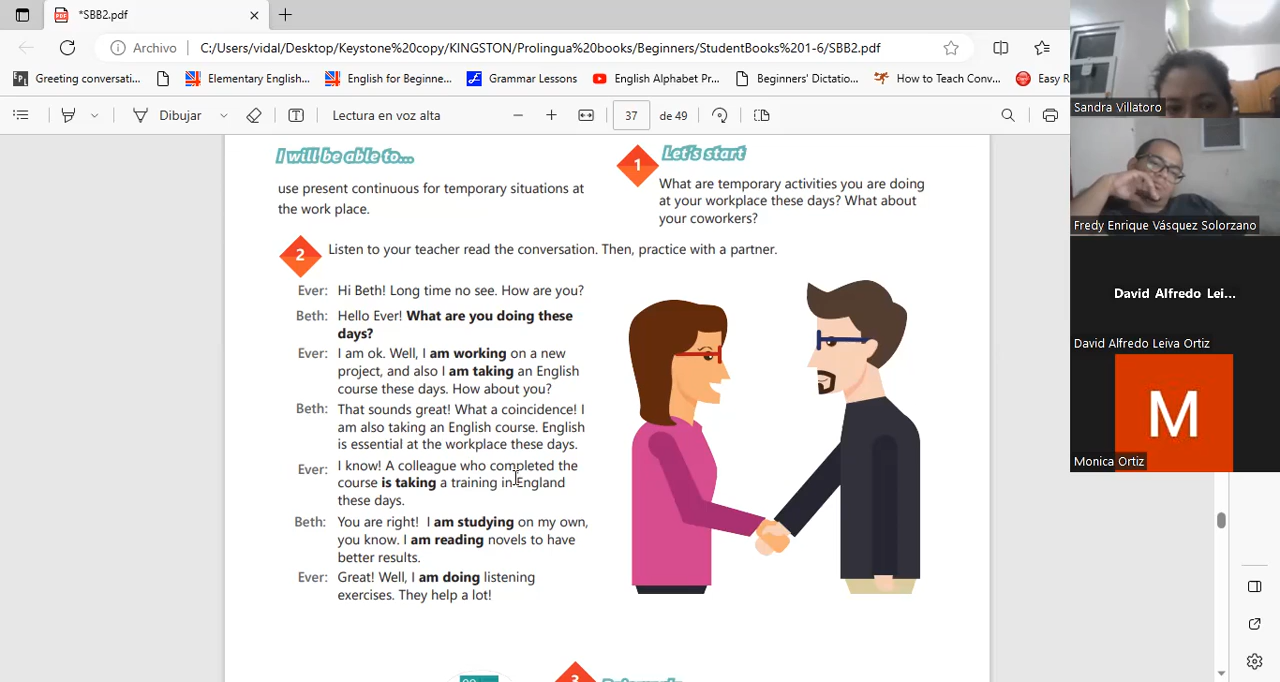 *SBB2.pdf
Archivo
C:/Users/vidal/Desktop/Keystone%20copy/KINGSTON/Prolingua%20books/Beginners/StudentBooks%201-6/SBB2.pdf
Greeting conversati...
Elementary English...
English for Beginne...
Grammar Lessons
English Alphabet Pr...
Beginners' Dictatio...
How to Teach Conv...
Easy R
Dibujar
Lectura en voz alta
37
de 49
I will be able to...
use present continuous for temporary situations at
the work place.
1
Let's start
What are temporary activities you are doing
at your workplace these days? What about
your coworkers?
2
Listen to your teacher read the conversation. Then, practice with a partner.
Ever: Hi Beth! Long time no see. How are you?
Beth: Hello Ever! What are you doing these
days?
Ever: I am ok. Well, I am working on a new
project, and also I am taking an English
course these days. How about you?
Beth: That sounds great! What a coincidence! I
am also taking an English course. English
is essential at the workplace these days.
Ever: I know! A colleague who completed the
course is taking a training in England
these days.
Beth: You are right! I am studying on my own,
you know. I am reading novels to have
better results.
Ever: Great! Well, I am doing listening
exercises. They help a lot!
3
Sandra Villatoro
Fredy Enrique Vásquez Solorzano
David Alfredo Lei...
David Alfredo Leiva Ortiz
M
Monica Ortiz